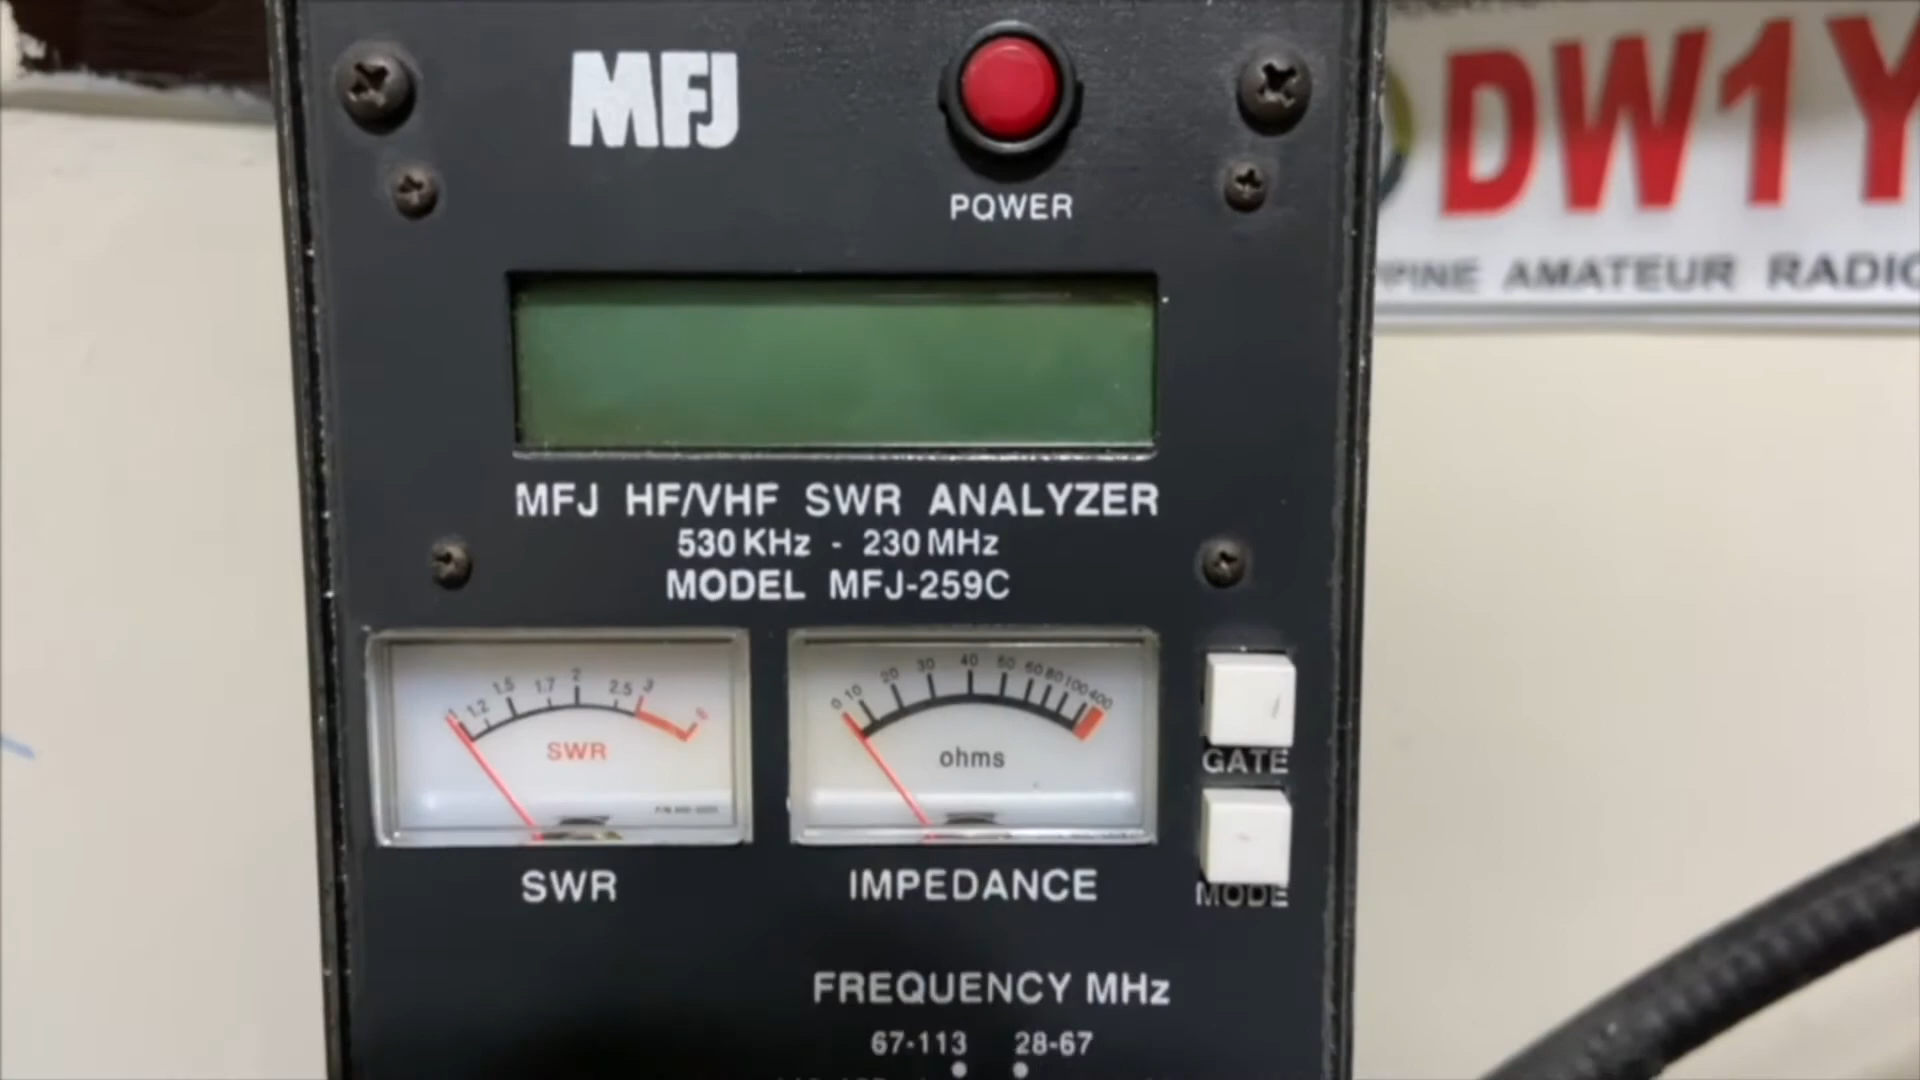 MFJ
POWER
DW1Y
PINE AMATEUR RADIO
MFJ HF/VHF SWR ANALYZER
530 KHz - 230 MHz
MODEL MFJ-259C
1 1.2 1.5 1.7 2 2.5 3
SWR
0 10 20 30 40 50 60 80 100 400
ohms
GATE
MODE
SWR
IMPEDANCE
FREQUENCY MHz
67-113 28-67